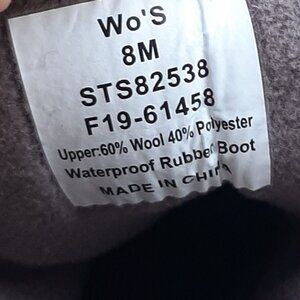 Wo'S
8M
STS82538
F19-61458
Upper:60% Wool 40% Polyester
Waterproof Rubber Boot
MADE IN CHINA